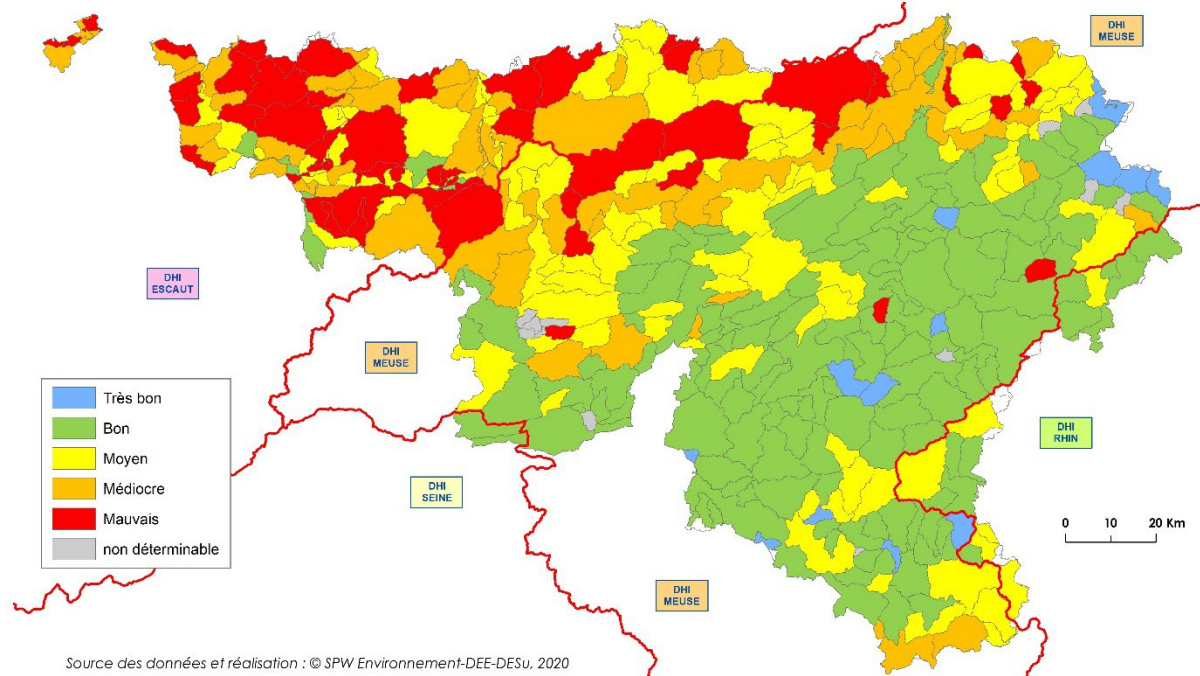 DHI
MEUSE
DHI
ESCAUT
DHI
MEUSE
DHI
SEINE
DHI
RHIN
DHI
MEUSE
Très bon
Bon
Moyen
Médiocre
Mauvais
non déterminable
0 10 20 Km
Source des données et réalisation : © SPW Environnement-DEE-DESu, 2020